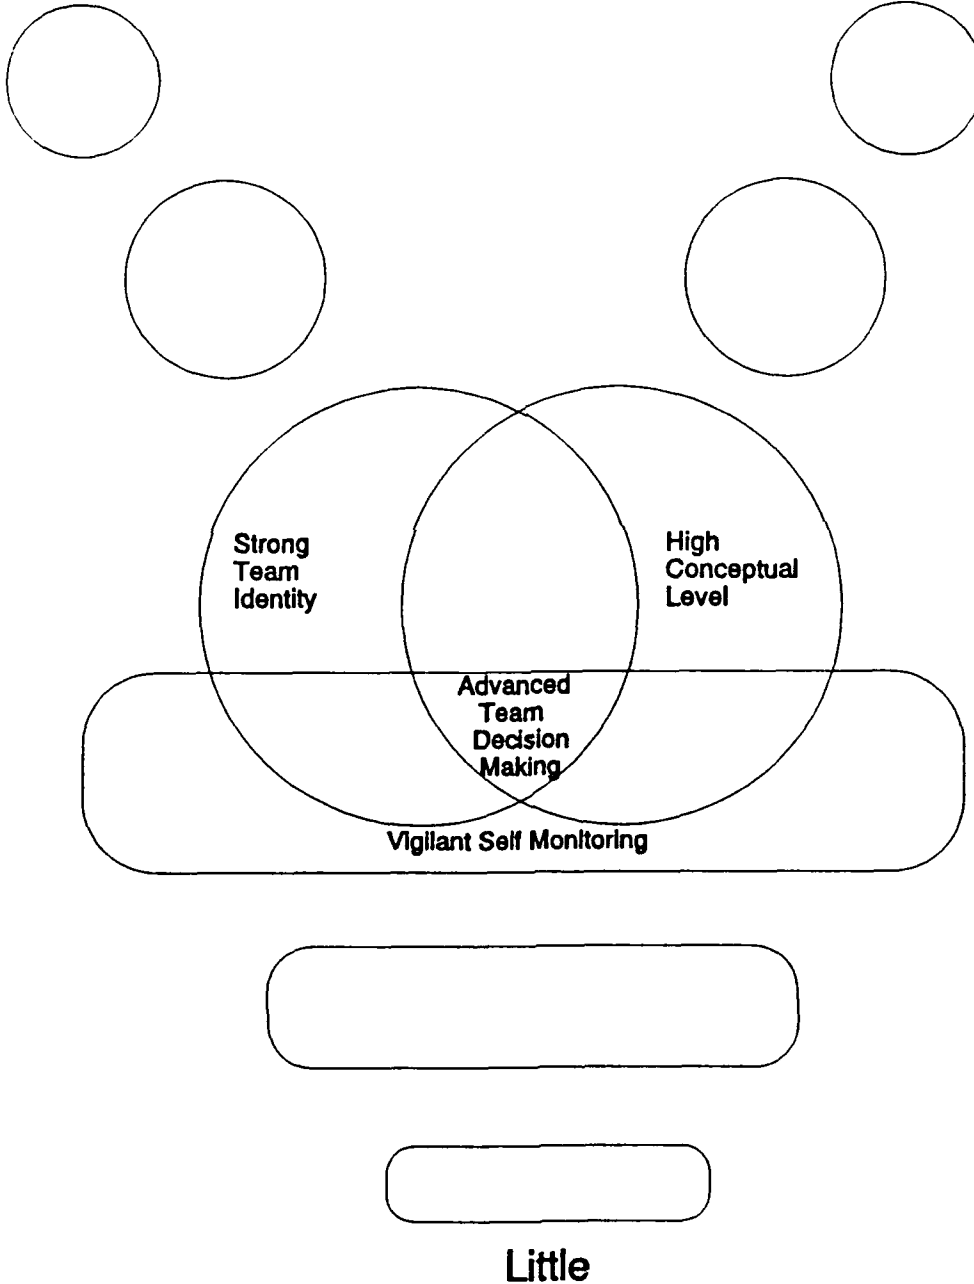 Strong
Team
Identity
High
Conceptual
Level
Advanced
Team
Decision
Making
Vigilant Self Monitoring
Little